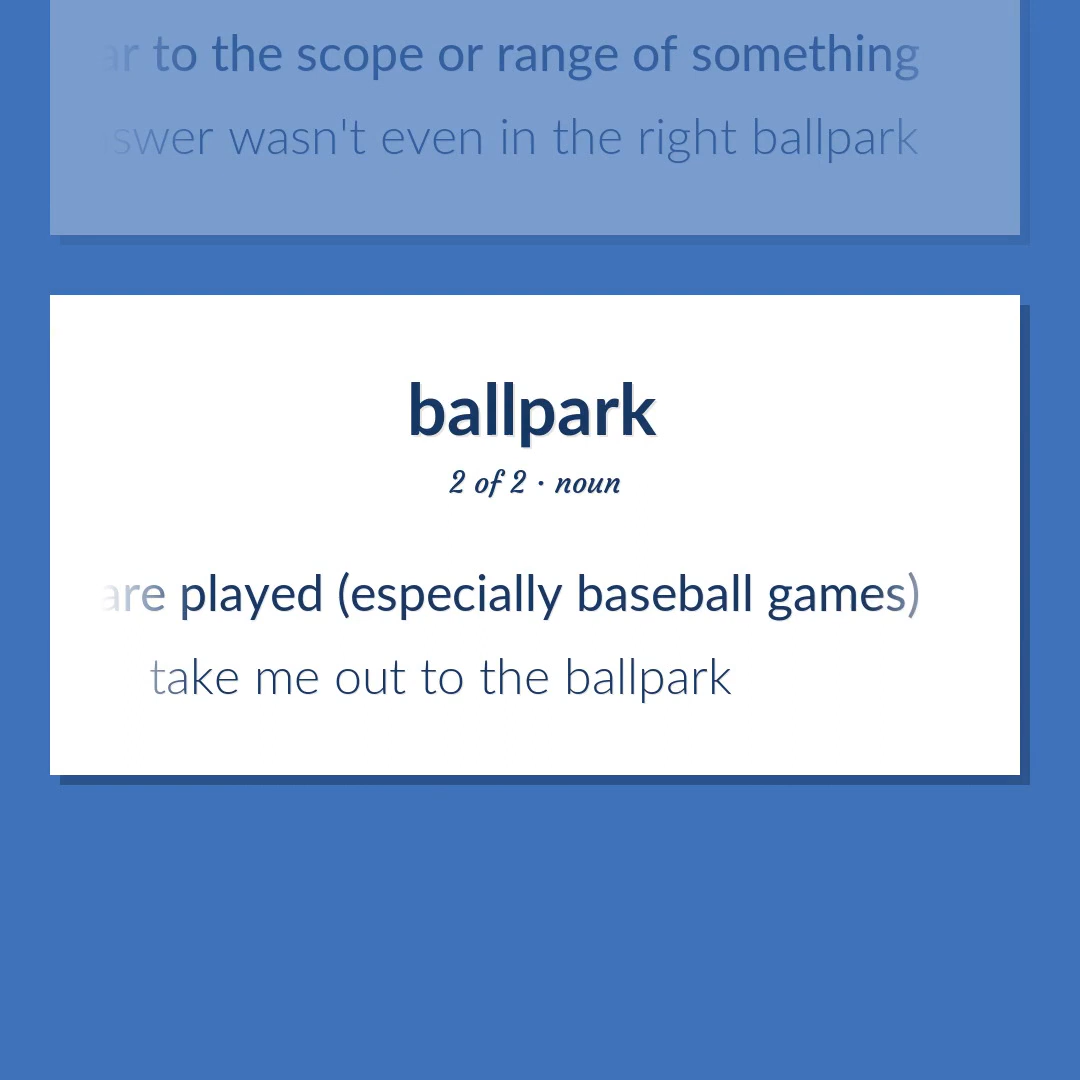 to the scope or range of something
wasn't even in the right ballpark
ballpark
2 of 2 · noun
are played (especially baseball games)
take me out to the ballpark